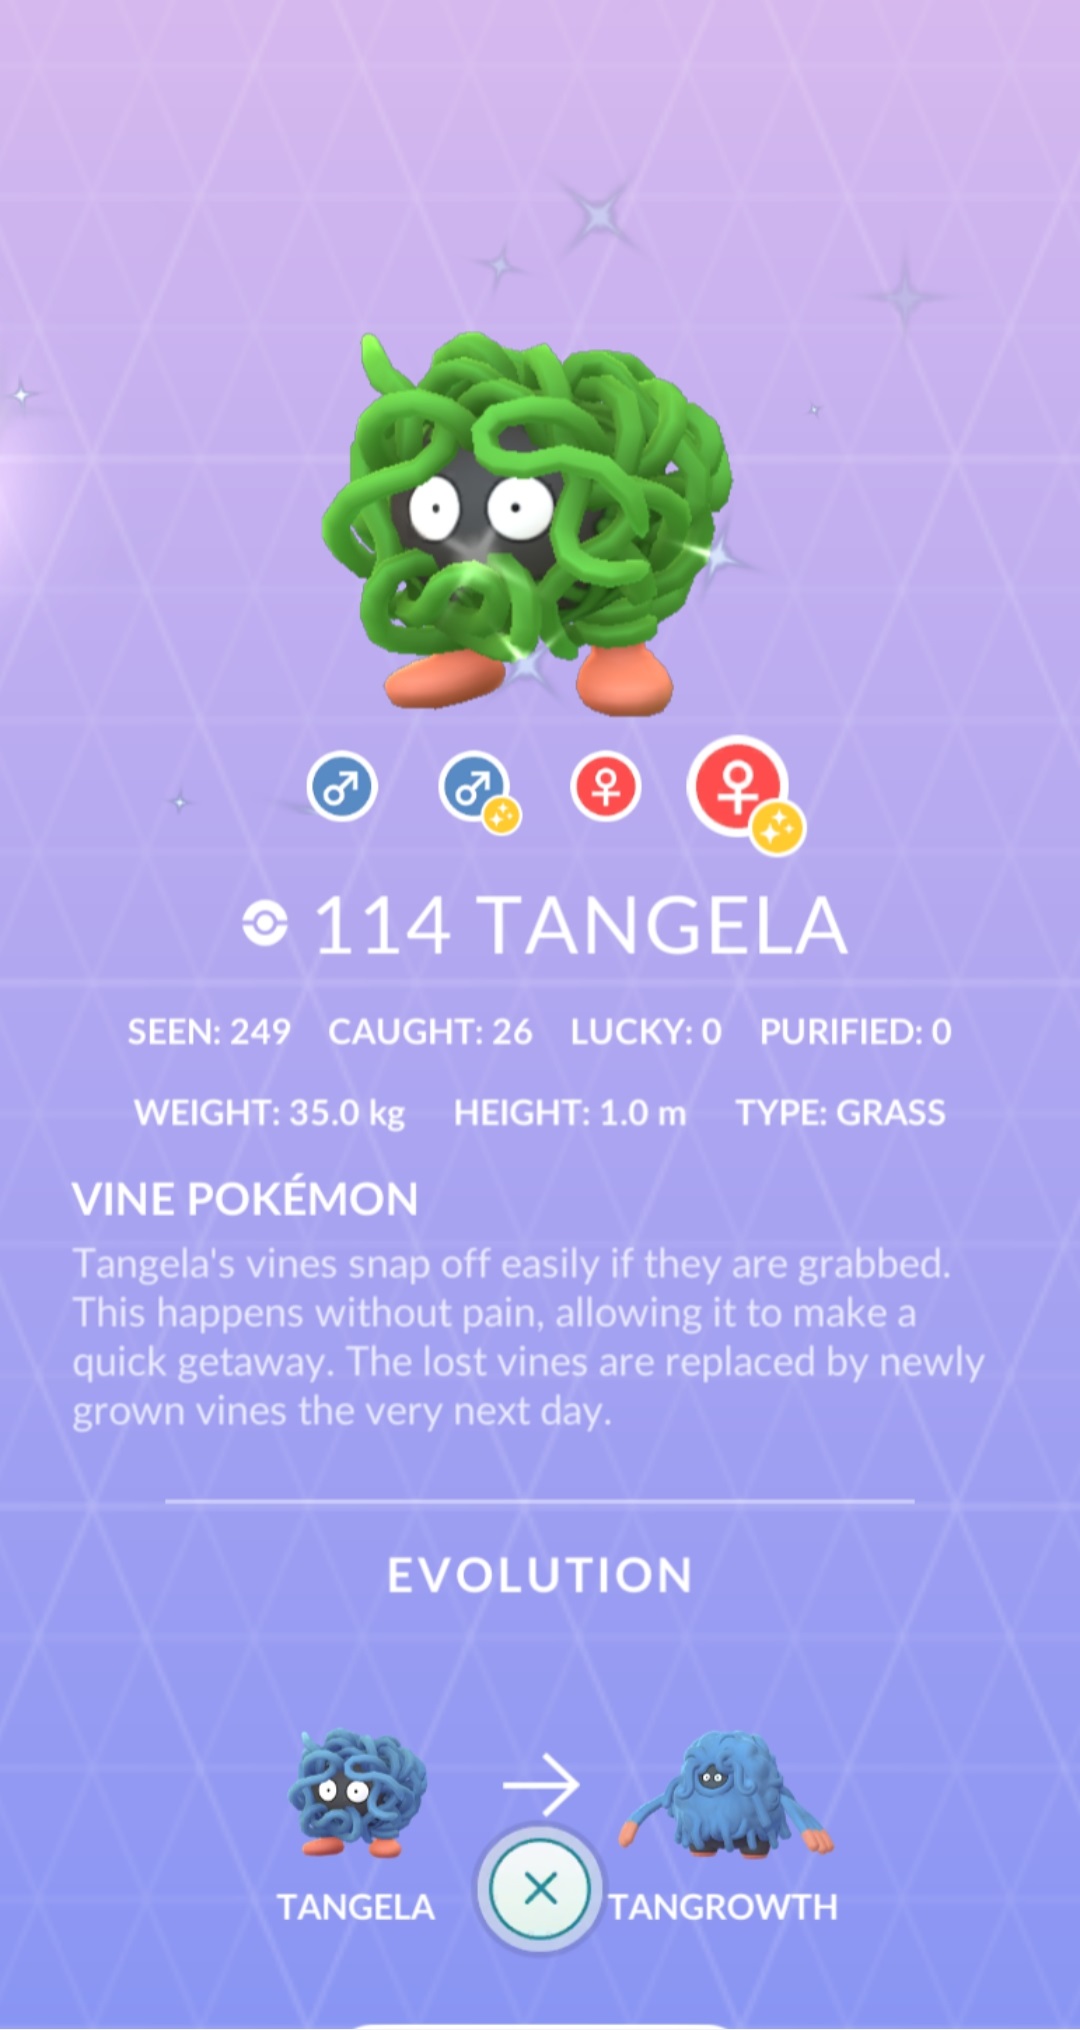 114 TANGELA
SEEN: 249 CAUGHT: 26 LUCKY: 0 PURIFIED: 0
WEIGHT: 35.0 kg HEIGHT: 1.0 m TYPE: GRASS
VINE POKÉMON
Tangela's vines snap off easily if they are grabbed.
This happens without pain, allowing it to make a
quick getaway. The lost vines are replaced by newly
grown vines the very next day.
EVOLUTION
TANGELA TANGROWTH